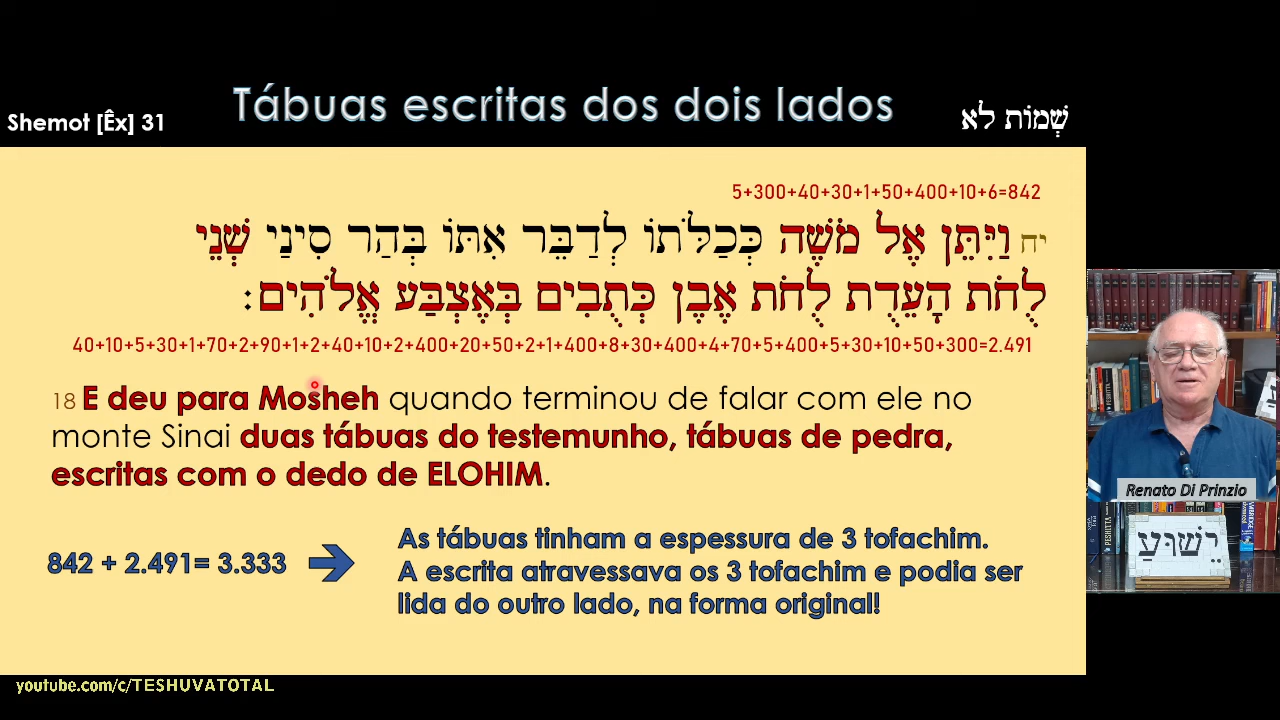 Tábuas escritas dos dois lados
Shemot [Êx] 31
שְׁמוֹת לא
5+300+40+30+1+50+400+10+6=842
יח וַיִּתֵּן אֶל מֹשֶׁה כְּכַלֹּתוֹ לְדַבֵּר אִתּוֹ בְּהַר סִינַי שְׁנֵי
לֻחֹת הָעֵדֻת לֻחֹת אֶבֶן כְּתֻבִים בְּאֶצְבַּע אֱלֹהִים:
40+10+5+30+1+70+2+90+1+2+40+10+2+400+20+50+2+1+400+8+30+400+4+70+5+400+5+30+10+50+300=2.491
18 E deu para Mosheh quando terminou de falar com ele no
monte Sinai duas tábuas do testemunho, tábuas de pedra,
escritas com o dedo de ELOHIM.
842 + 2.491= 3.333
As tábuas tinham a espessura de 3 tofachim.
A escrita atravessava os 3 tofachim e podia ser
lida do outro lado, na forma original!
Renato Di Prinzio
יֵשׁוּעַ
PESHITTA
youtube.com/c/TESHUVATOTAL